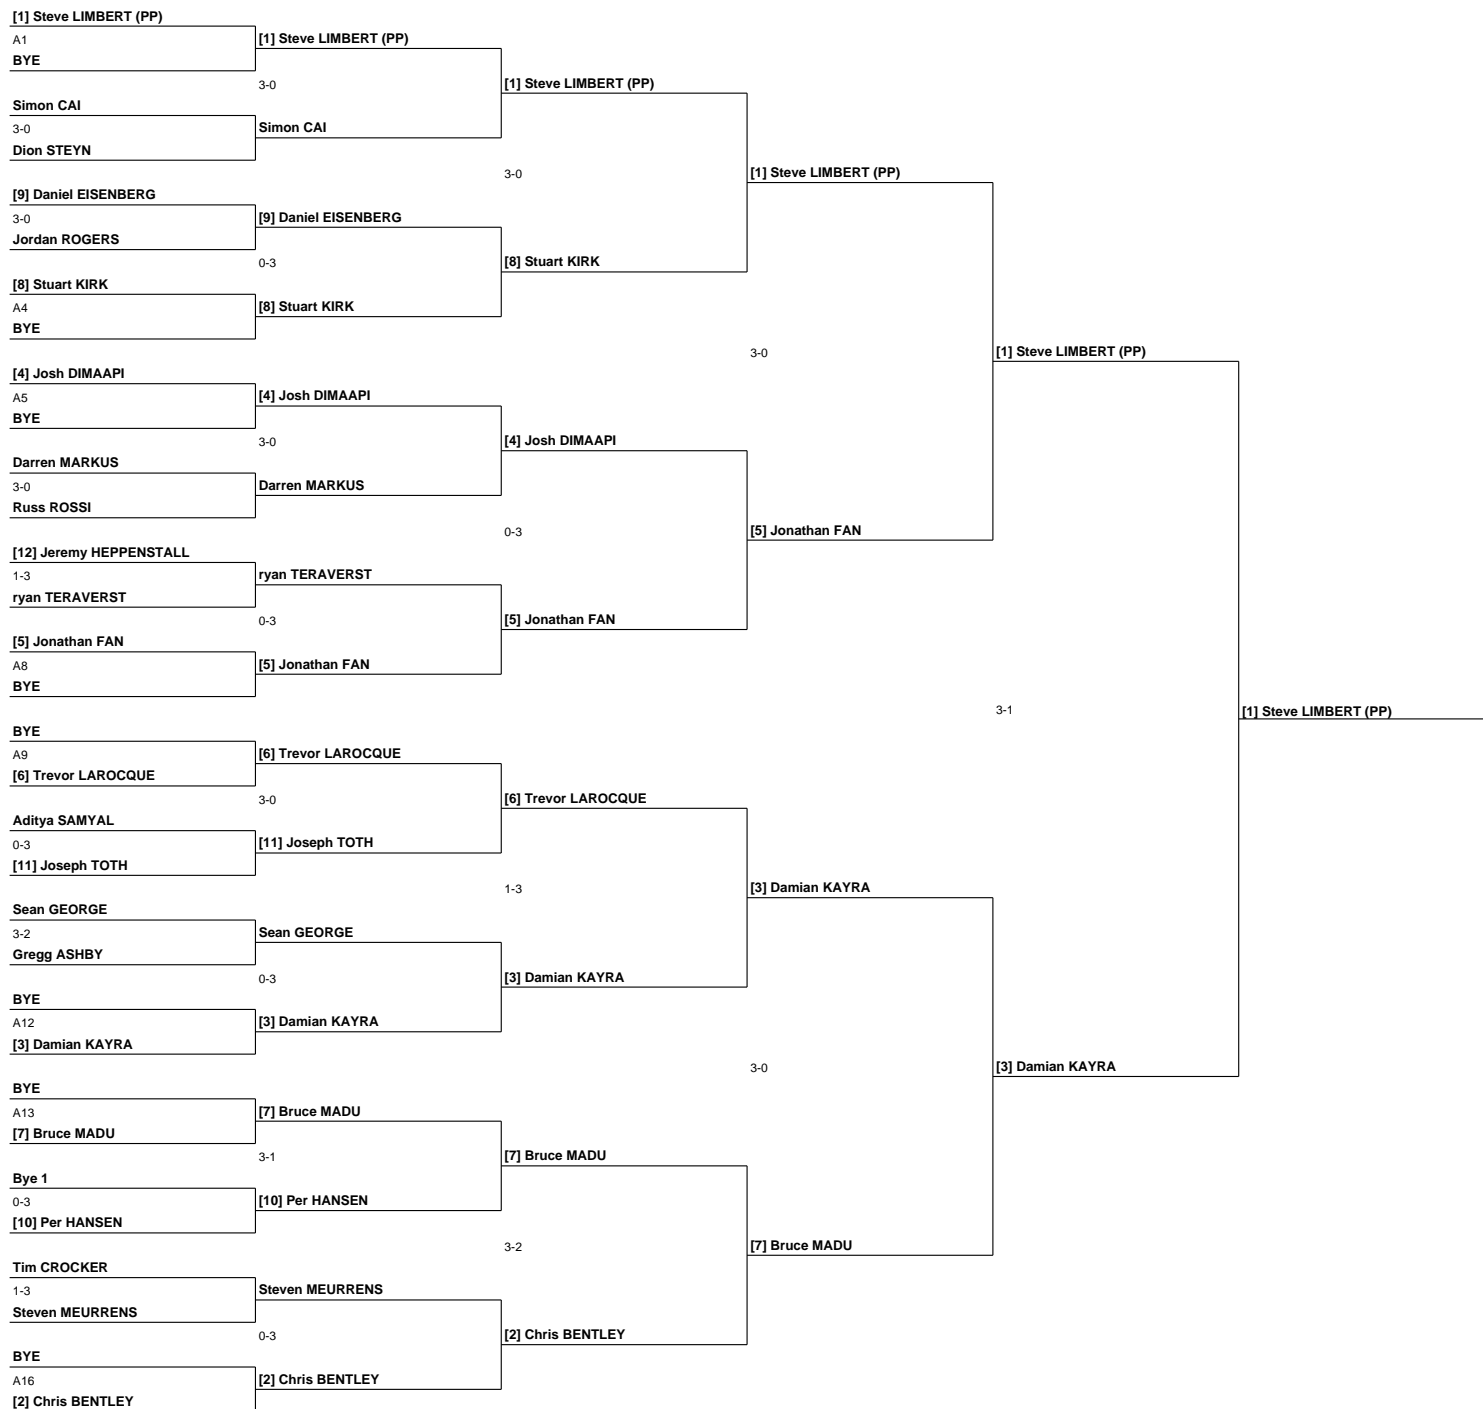 [1] Steve LIMBERT (PP)
A1
BYE
Simon CAI
3-0
Dion STEYN
[9] Daniel EISENBERG
3-0
Jordan ROGERS
[8] Stuart KIRK
A4
BYE
[4] Josh DIMAAPI
A5
BYE
Darren MARKUS
3-0
Russ ROSSI
[12] Jeremy HEPPENSTALL
1-3
ryan TERAVERST
[5] Jonathan FAN
A8
BYE
BYE
A9
[6] Trevor LAROCQUE
Aditya SAMYAL
0-3
[11] Joseph TOTH
Sean GEORGE
3-2
Gregg ASHBY
BYE
A12
[3] Damian KAYRA
BYE
A13
[7] Bruce MADU
Bye 1
0-3
[10] Per HANSEN
Tim CROCKER
1-3
Steven MEURRENS
BYE
A16
[2] Chris BENTLEY
[1] Steve LIMBERT (PP)
3-0
Simon CAI
[9] Daniel EISENBERG
0-3
[8] Stuart KIRK
[4] Josh DIMAAPI
3-0
Darren MARKUS
ryan TERAVERST
0-3
[5] Jonathan FAN
[6] Trevor LAROCQUE
3-0
[11] Joseph TOTH
Sean GEORGE
0-3
[3] Damian KAYRA
[7] Bruce MADU
3-1
[10] Per HANSEN
Steven MEURRENS
0-3
[2] Chris BENTLEY
[1] Steve LIMBERT (PP)
3-0
[8] Stuart KIRK
[4] Josh DIMAAPI
0-3
[5] Jonathan FAN
[6] Trevor LAROCQUE
1-3
[3] Damian KAYRA
[7] Bruce MADU
3-2
[2] Chris BENTLEY
[1] Steve LIMBERT (PP)
3-0
[5] Jonathan FAN
[3] Damian KAYRA
3-0
[7] Bruce MADU
[1] Steve LIMBERT (PP)
3-1
[3] Damian KAYRA
[1] Steve LIMBERT (PP)